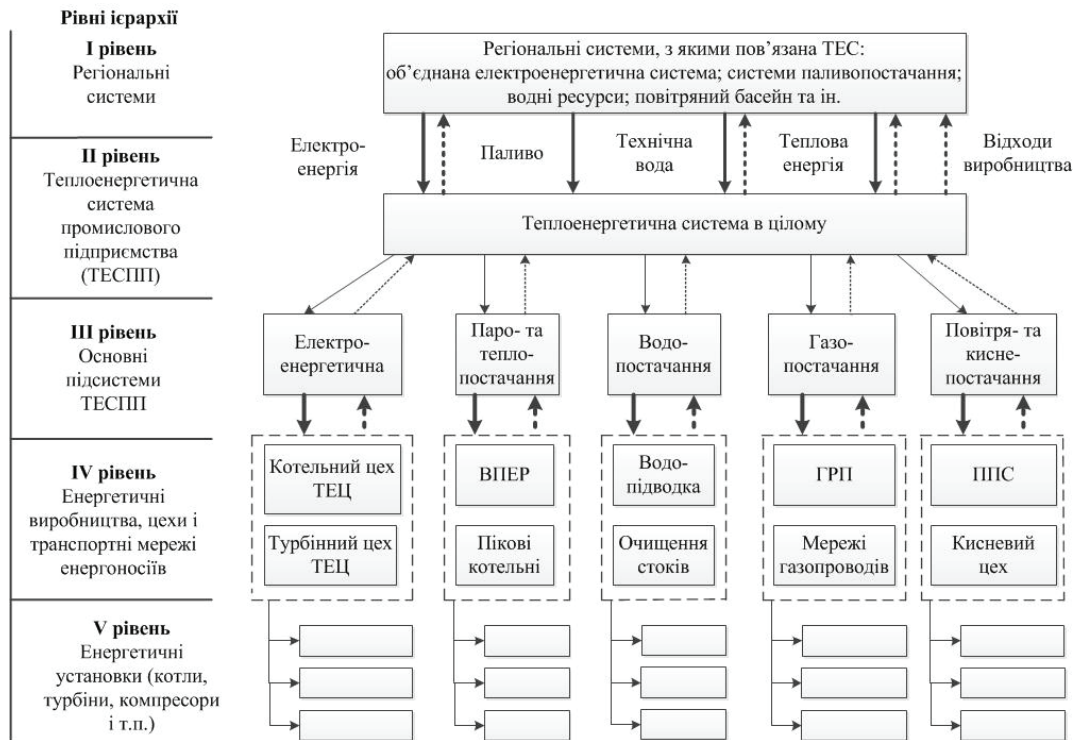 Рівні ієрархії
І рівень
Регіональні
системи
Регіональні системи, з якими пов’язана ТЕС:
об’єднана електроенергетична система; системи паливопостачання;
водні ресурси; повітряний басейн та ін.
ІІ рівень
Теплоенергетична
система
промислового
підприємства
(ТЕСПП)
Електро-
енергія
Паливо
Технічна
вода
Теплова
енергія
Відходи
виробництва
Теплоенергетична система в цілому
ІІІ рівень
Основні
підсистеми
ТЕСПП
Електро-
енергетична
Паро- та
тепло-
постачання
Водо-
постачання
Газо-
постачання
Повітря- та
кисне-
постачання
IV рівень
Енергетичні
виробництва, цехи і
транспортні мережі
енергоносіїв
Котельний цех
ТЕЦ
ВПЕР
Водо-
підводка
ГРП
ППС
Турбінний цех
ТЕЦ
Пікові
котельні
Очищення
стоків
Мережі
газопроводів
Кисневий
цех
V рівень
Енергетичні
установки (котли,
турбіни, компресори
і т.п.)